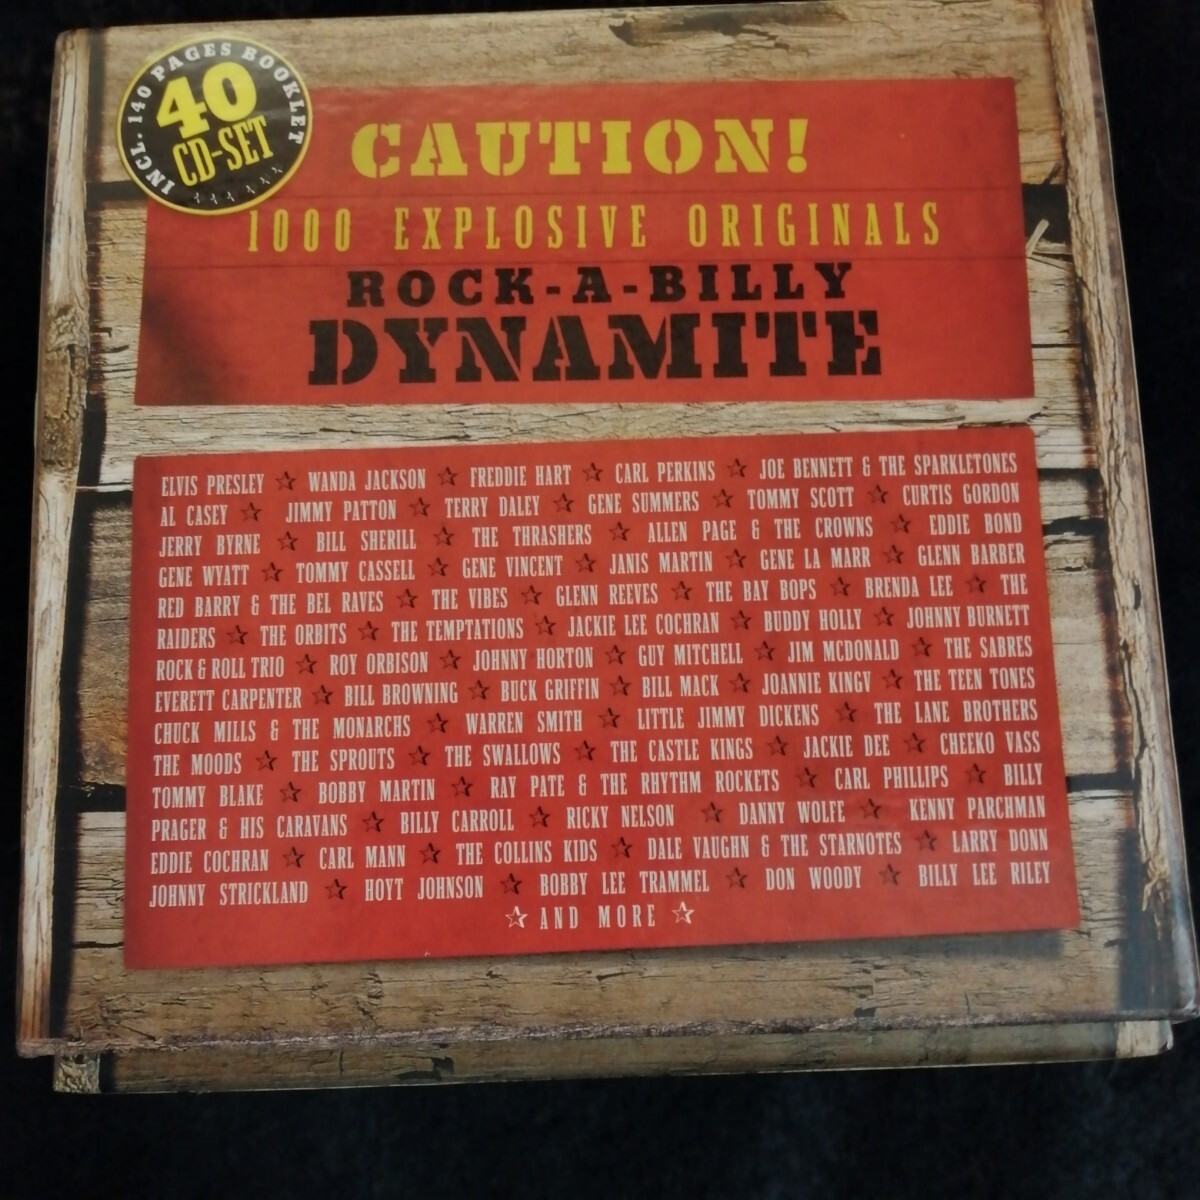 INCL. 140 PAGES BOOKLET
40
CD-SET
CAUTION!
1000 EXPLOSIVE ORIGINALS
ROCK-A-BILLY
DYNAMITE
ELVIS PRESLEY ☆ WANDA JACKSON ☆ FREDDIE HART ☆ CARL PERKINS ☆ JOE BENNETT & THE SPARKLETONES
AL CASEY ☆ JIMMY PATTON ☆ TERRY DALEY ☆ GENE SUMMERS ☆ TOMMY SCOTT ☆ CURTIS GORDON
JERRY BYRNE ☆ BILL SHERILL ☆ THE THRASHERS ☆ ALLEN PAGE & THE CROWNS ☆ EDDIE BOND
GENE WYATT ☆ TOMMY CASSELL ☆ GENE VINCENT ☆ JANIS MARTIN ☆ GENE LA MARR ☆ GLENN BARBER
RED BARRY & THE BEL RAVES ☆ THE VIBES ☆ GLENN REEVES ☆ THE BAY BOPS ☆ BRENDA LEE ☆ THE
RAIDERS ☆ THE ORBITS ☆ THE TEMPTATIONS ☆ JACKIE LEE COCHRAN ☆ BUDDY HOLLY ☆ JOHNNY BURNETT
ROCK & ROLL TRIO ☆ ROY ORBISON ☆ JOHNNY HORTON ☆ GUY MITCHELL ☆ JIM MCDONALD ☆ THE SABRES
EVERETT CARPENTER ☆ BILL BROWNING ☆ BUCK GRIFFIN ☆ BILL MACK ☆ JOANNIE KINGV ☆ THE TEEN TONES
CHUCK MILLS & THE MONARCHS ☆ WARREN SMITH ☆ LITTLE JIMMY DICKENS ☆ THE LANE BROTHERS
THE MOODS ☆ THE SPROUTS ☆ THE SWALLOWS ☆ THE CASTLE KINGS ☆ JACKIE DEE ☆ CHEEKO VASS
TOMMY BLAKE ☆ BOBBY MARTIN ☆ RAY PATE & THE RHYTHM ROCKETS ☆ CARL PHILLIPS ☆ BILLY
PRAGER & HIS CARAVANS ☆ BILLY CARROLL ☆ RICKY NELSON ☆ DANNY WOLFE ☆ KENNY PARCHMAN
EDDIE COCHRAN ☆ CARL MANN ☆ THE COLLINS KIDS ☆ DALE VAUGHN & THE STARNOTES ☆ LARRY DONN
JOHNNY STRICKLAND ☆ HOYT JOHNSON ☆ BOBBY LEE TRAMMEL ☆ DON WOODY ☆ BILLY LEE RILEY
☆ AND MORE ☆